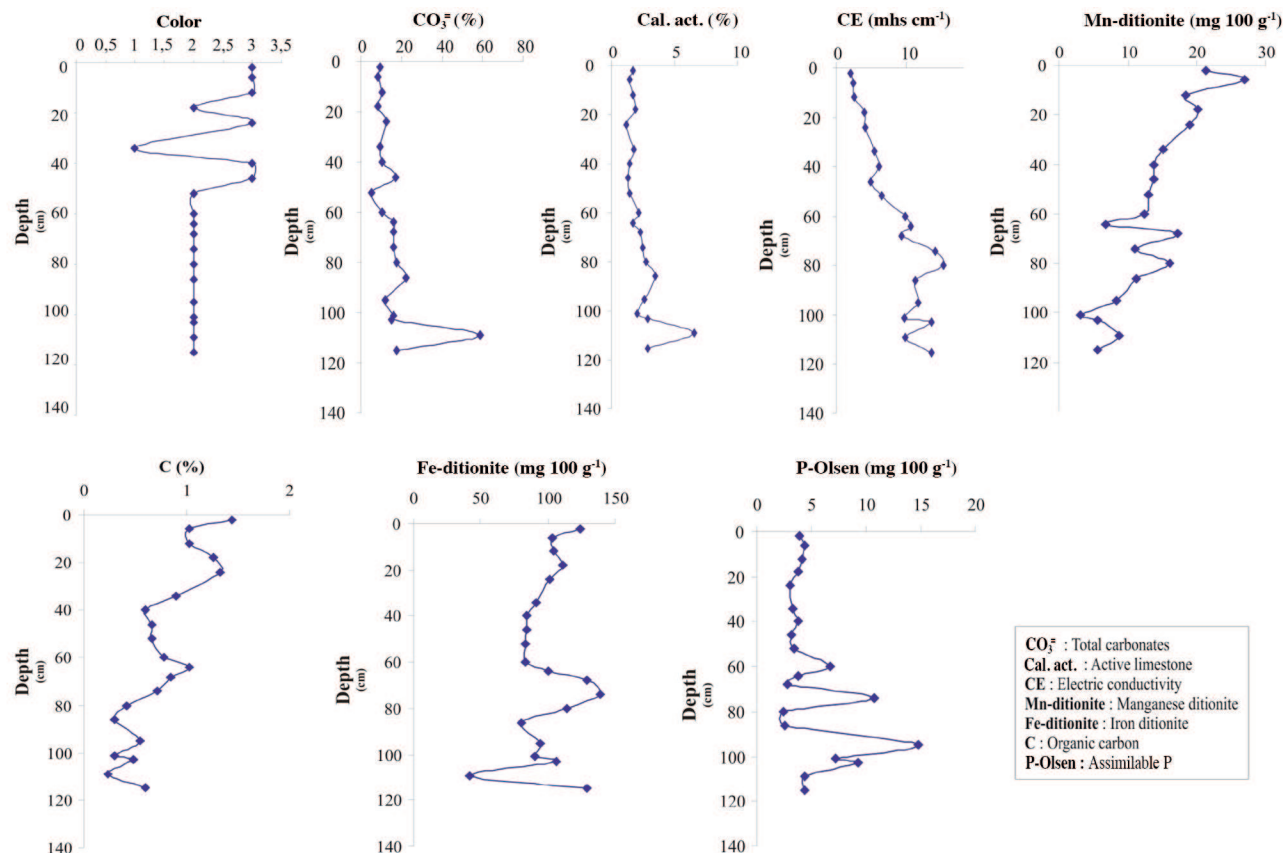 Color
0 0,5 1 1,5 2 2,5 3 3,5
0
20
40
60
80
100
120
140
Depth
(cm)
CO₃⁼ (%)
0 20 40 60 80
0
20
40
60
80
100
120
140
Depth
(cm)
Cal. act. (%)
0 5 10
0
20
40
60
80
100
120
140
Depth
(cm)
CE (mhs cm⁻¹)
0 10
0
20
40
60
80
100
120
140
Depth
(cm)
Mn-ditionite (mg 100 g⁻¹)
0 10 20 30
0
20
40
60
80
100
120
Depth
(cm)
C (%)
0 1 2
0
20
40
60
80
100
120
140
Depth
(cm)
Fe-ditionite (mg 100 g⁻¹)
0 50 100 150
0
20
40
60
80
100
120
140
Depth
(cm)
P-Olsen (mg 100 g⁻¹)
0 5 10 15 20
0
20
40
60
80
100
120
140
Depth
(cm)
CO₃⁼ : Total carbonates
Cal. act. : Active limestone
CE : Electric conductivity
Mn-ditionite : Manganese ditionite
Fe-ditionite : Iron ditionite
C : Organic carbon
P-Olsen : Assimilable P